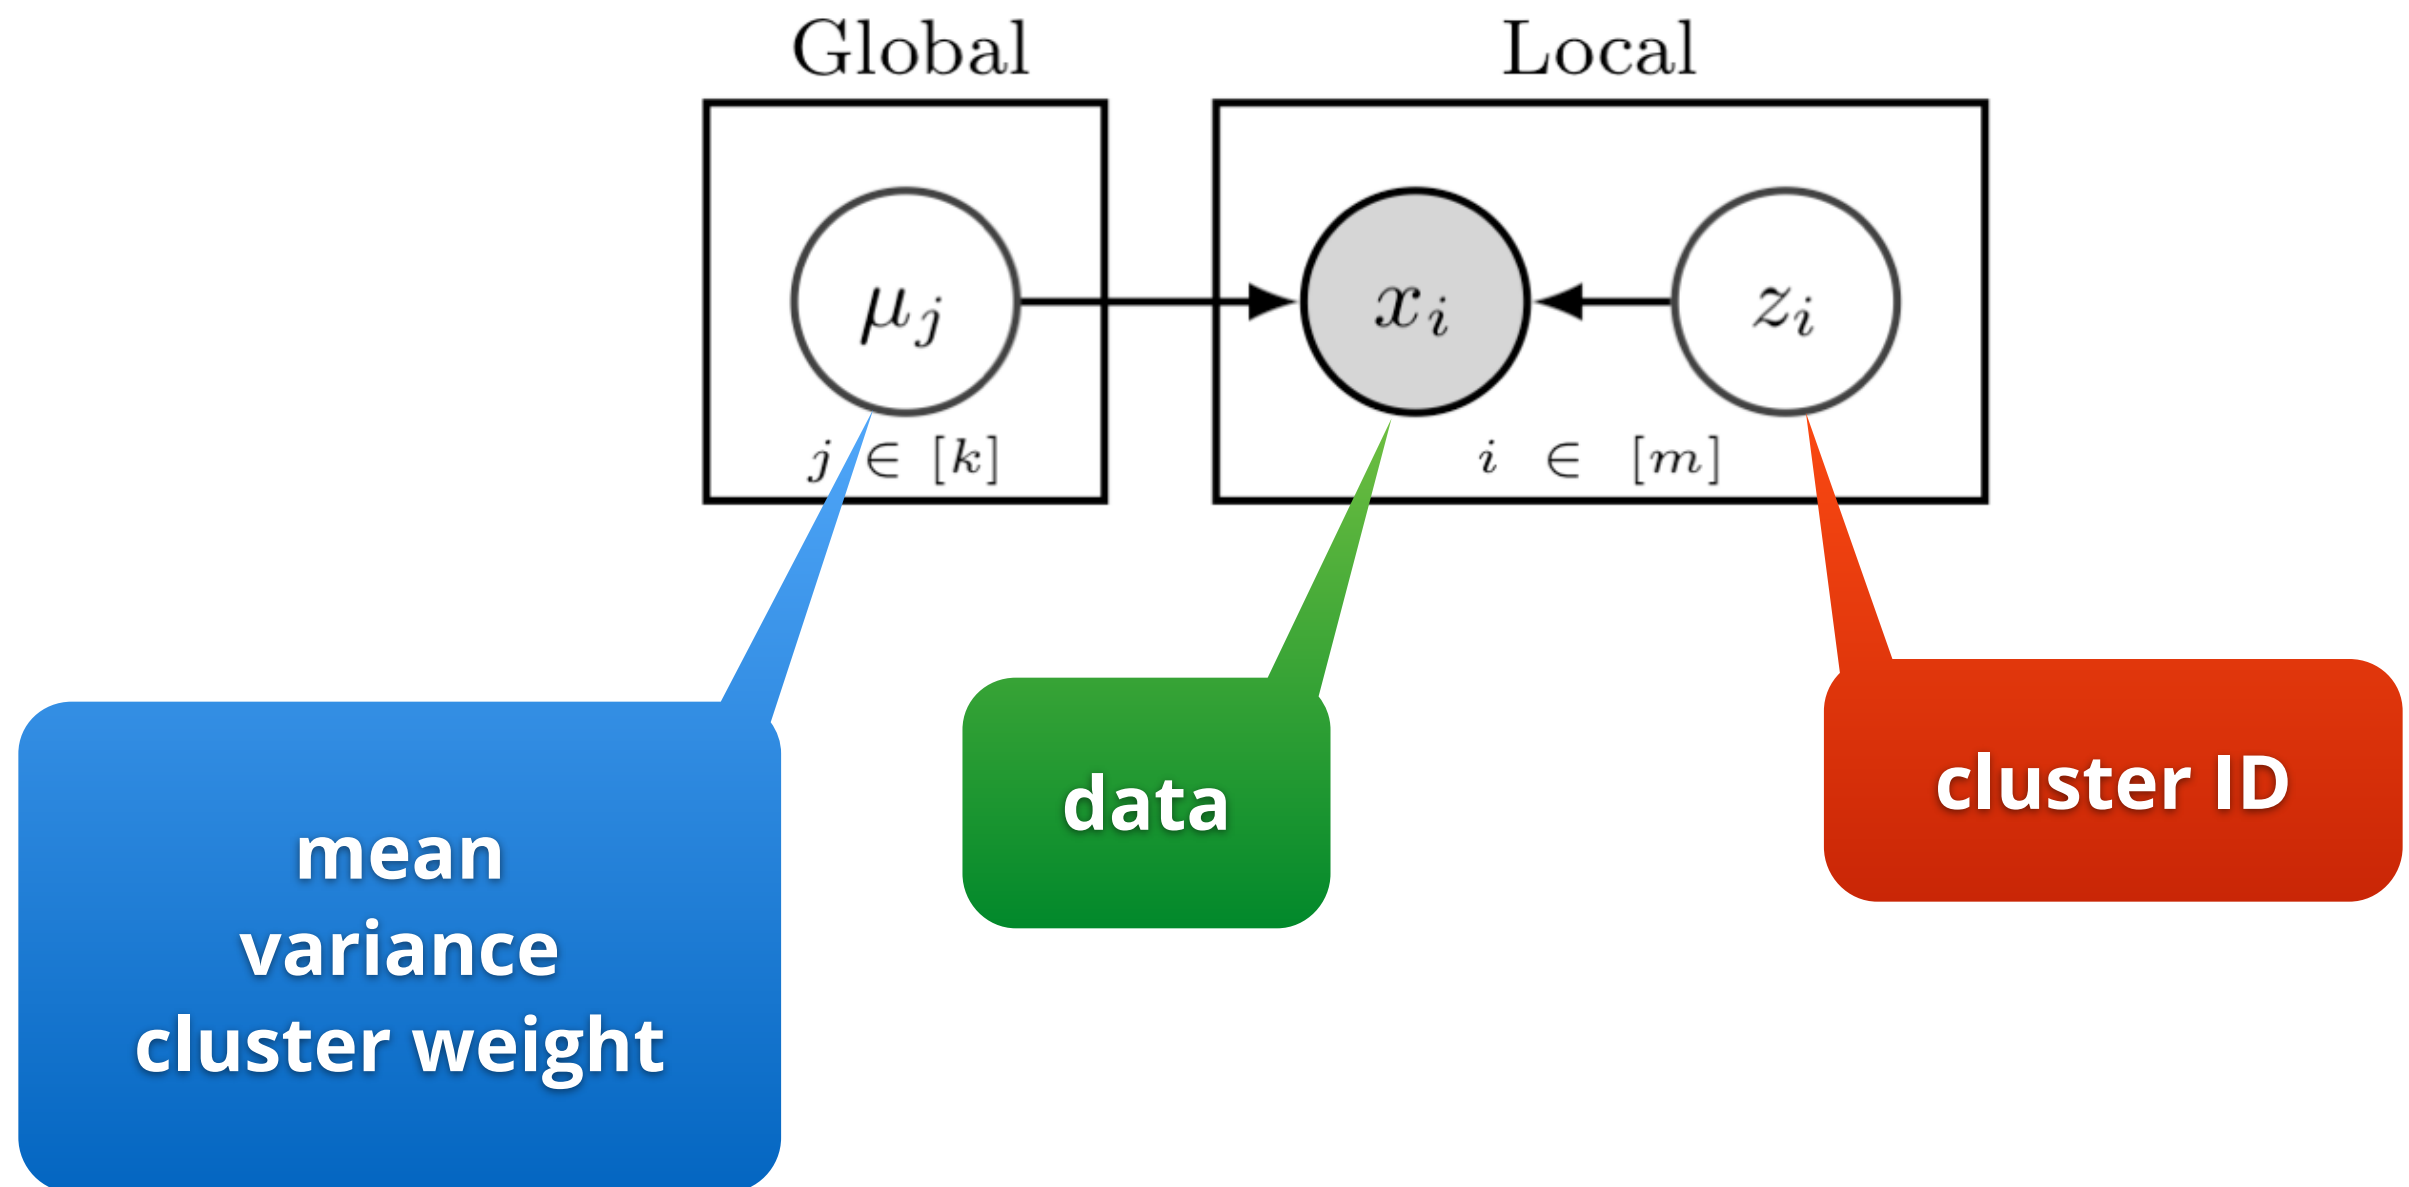 Global
Local
μj
xi
zi
j ∈ [k]
i ∈ [m]
mean
variance
cluster weight
data
cluster ID